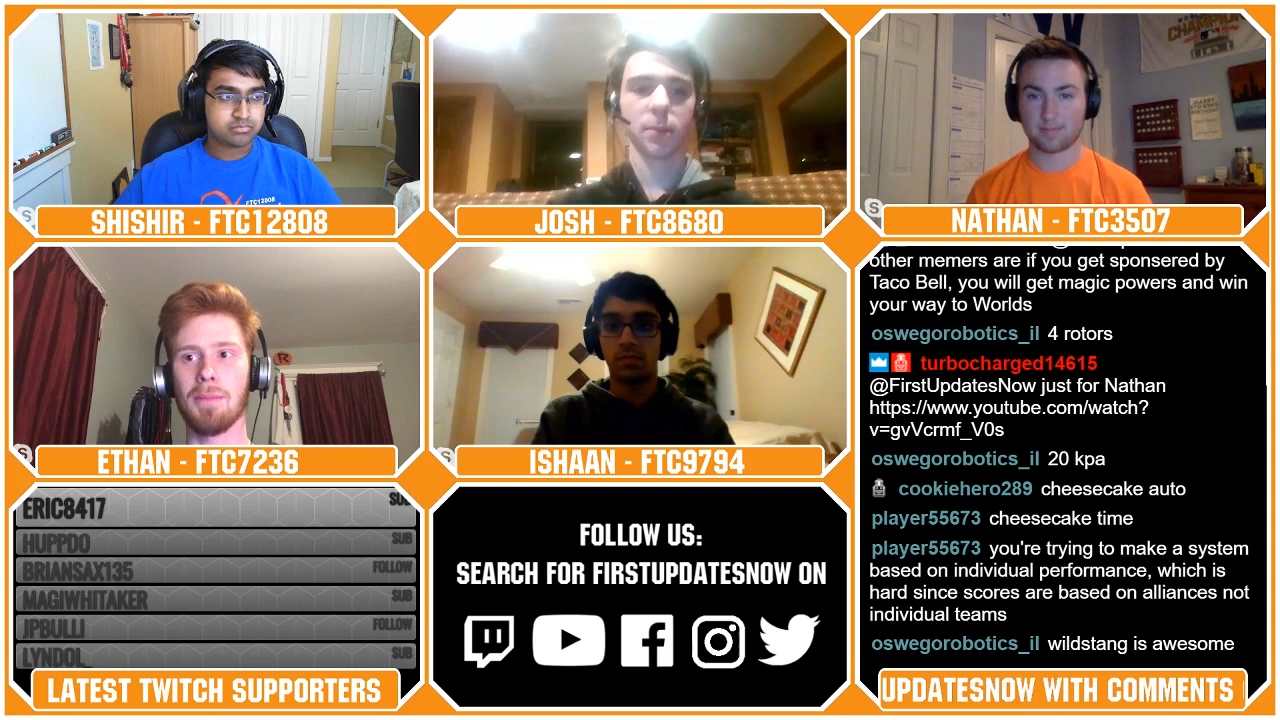 CHAMPIONS
FTC12808
SHISHIR - FTC12808
JOSH - FTC8680
NATHAN - FTC3507
R
ETHAN - FTC7236
ISHAAN - FTC9794
other memers are if you get sponsered by
Taco Bell, you will get magic powers and win
your way to Worlds
oswegorobotics_il 4 rotors
turbocharged14615
@FirstUpdatesNow just for Nathan
https://www.youtube.com/watch?
v=gvVcrmf_V0s
oswegorobotics_il 20 kpa
cookiehero289 cheesecake auto
player55673 cheesecake time
player55673 you're trying to make a system
based on individual performance, which is
hard since scores are based on alliances not
individual teams
oswegorobotics_il wildstang is awesome
ERIC8417 SUB
HUPPDO SUB
BRIANSAX135 FOLLOW
MAGIWHITAKER SUB
JPBULLI FOLLOW
LYNDOL_ SUB
LATEST TWITCH SUPPORTERS
FOLLOW US:
SEARCH FOR FIRSTUPDATESNOW ON
UPDATESNOW WITH COMMENTS